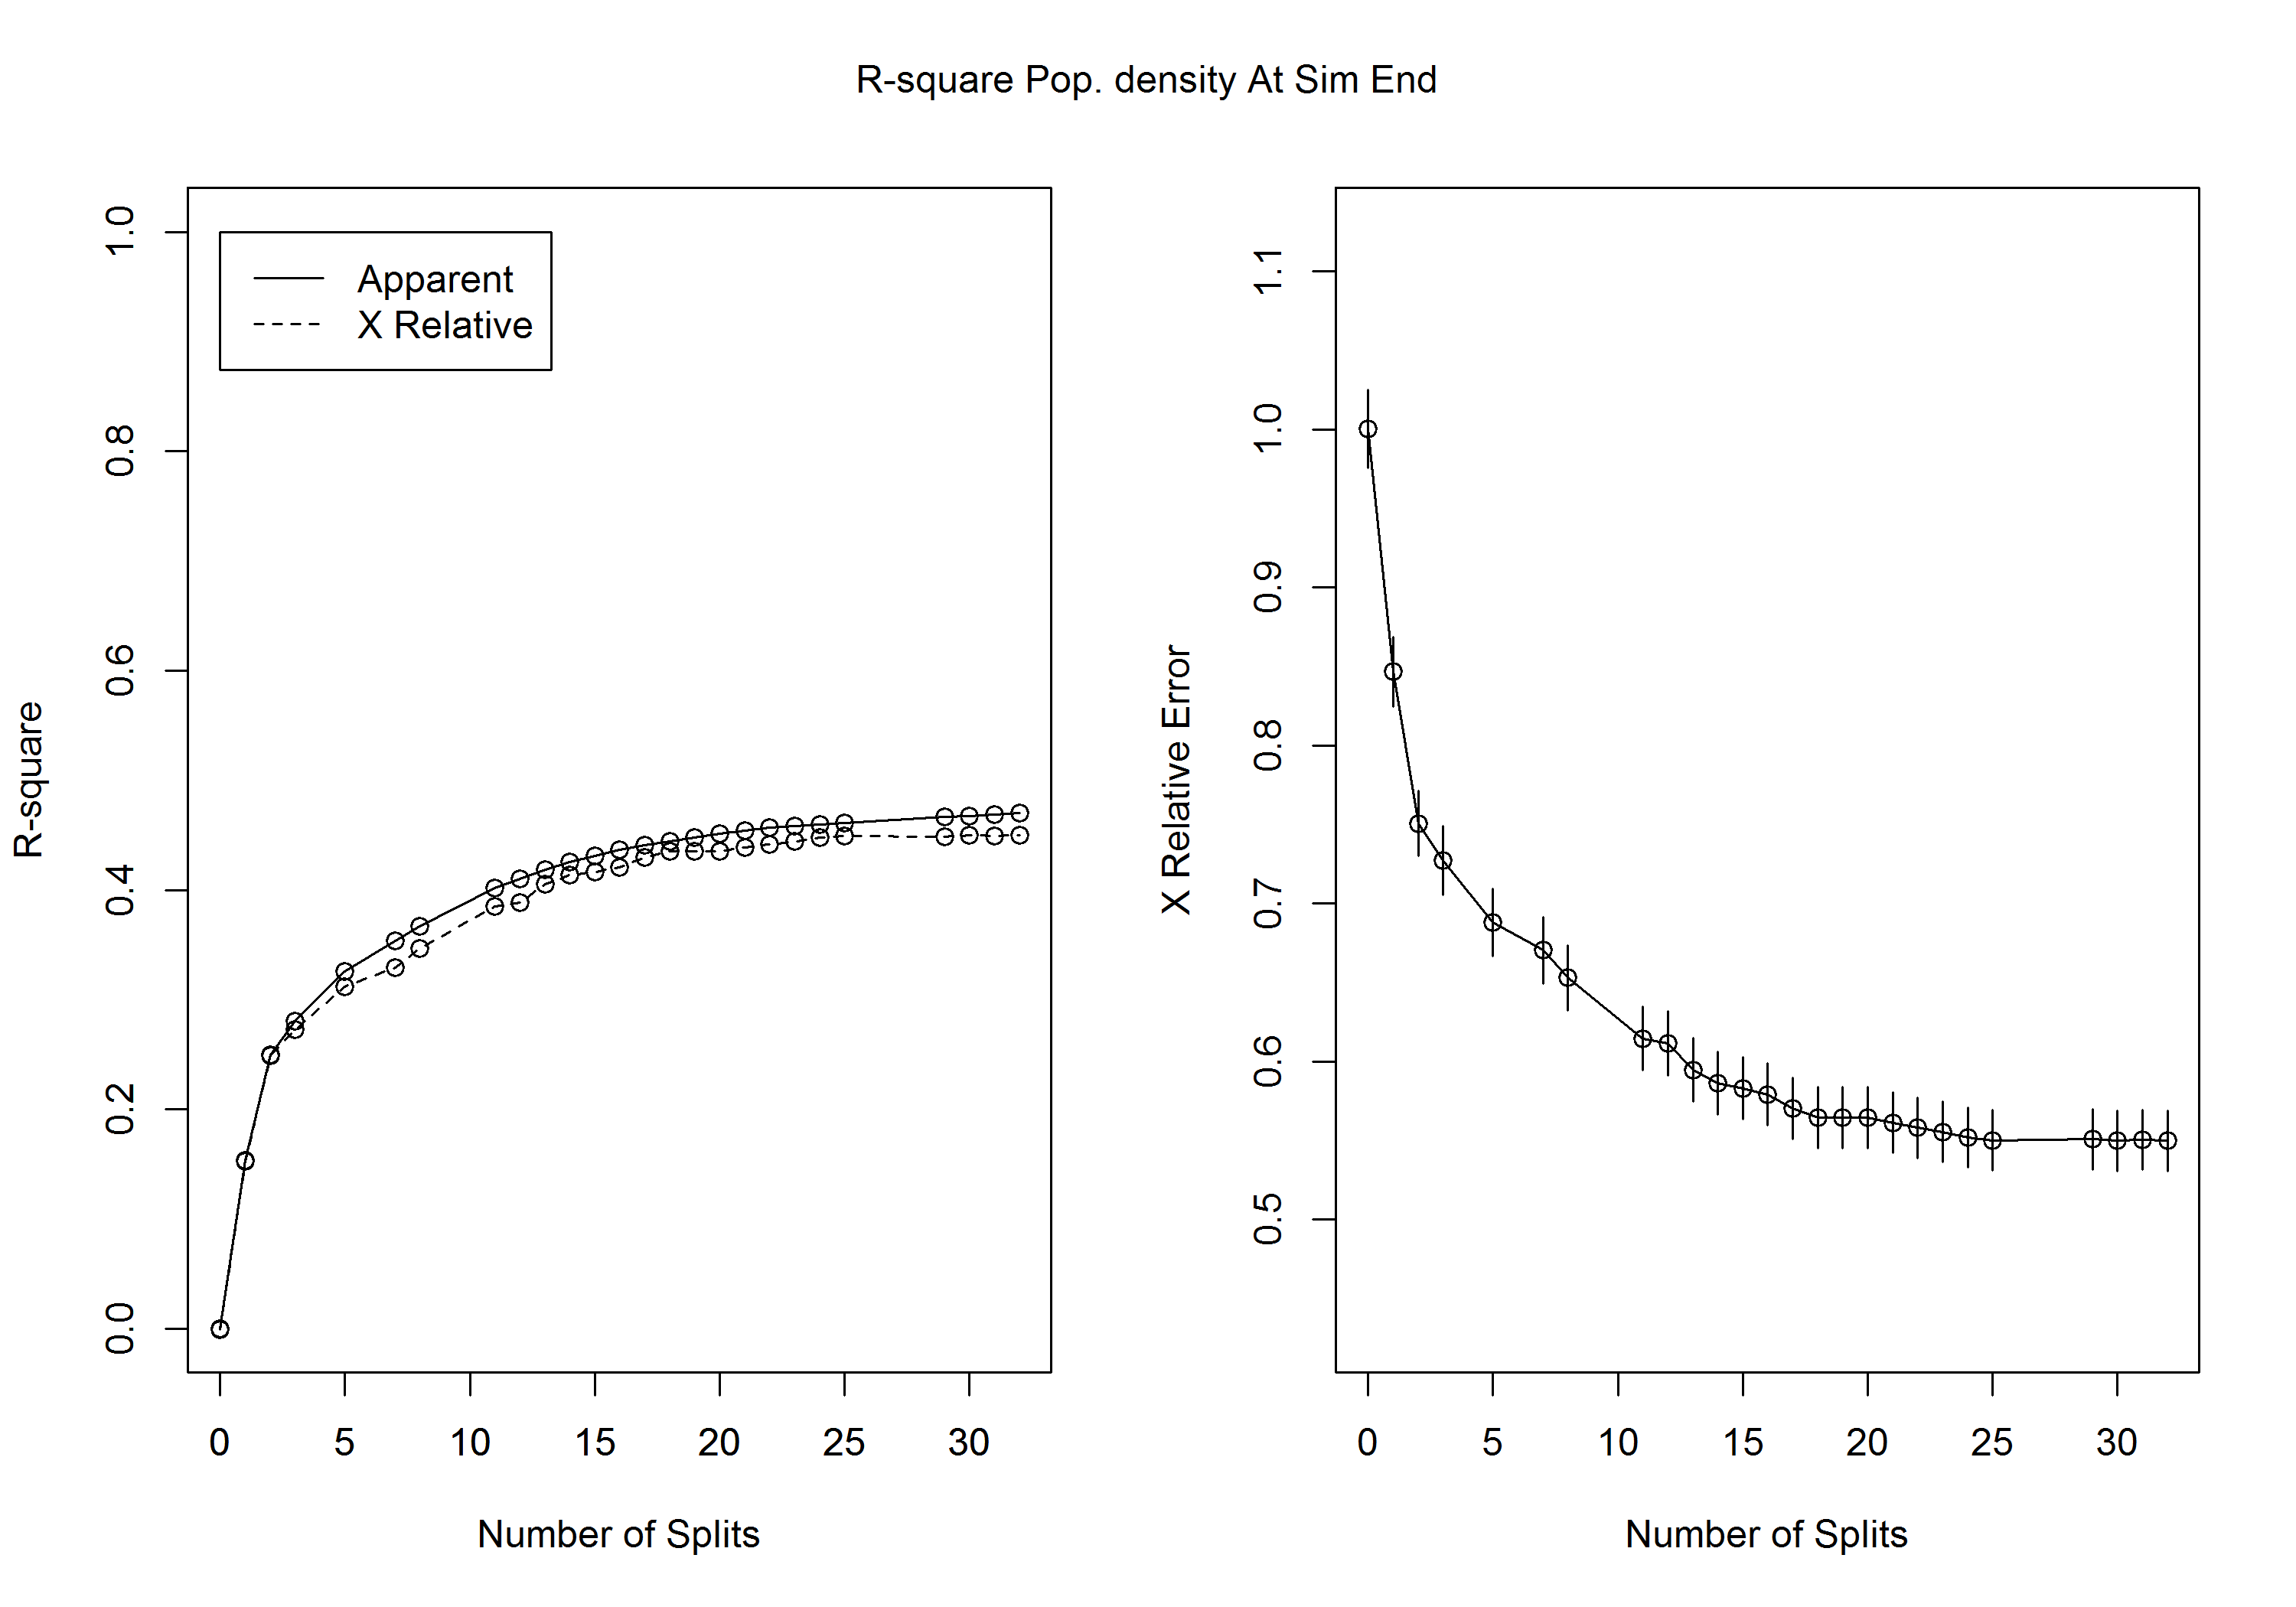 R-square Pop. density At Sim End
Apparent
X Relative
R-square
0.0
0.2
0.4
0.6
0.8
1.0
0 5 10 15 20 25 30
Number of Splits
X Relative Error
0.5
0.6
0.7
0.8
0.9
1.0
1.1
0 5 10 15 20 25 30
Number of Splits